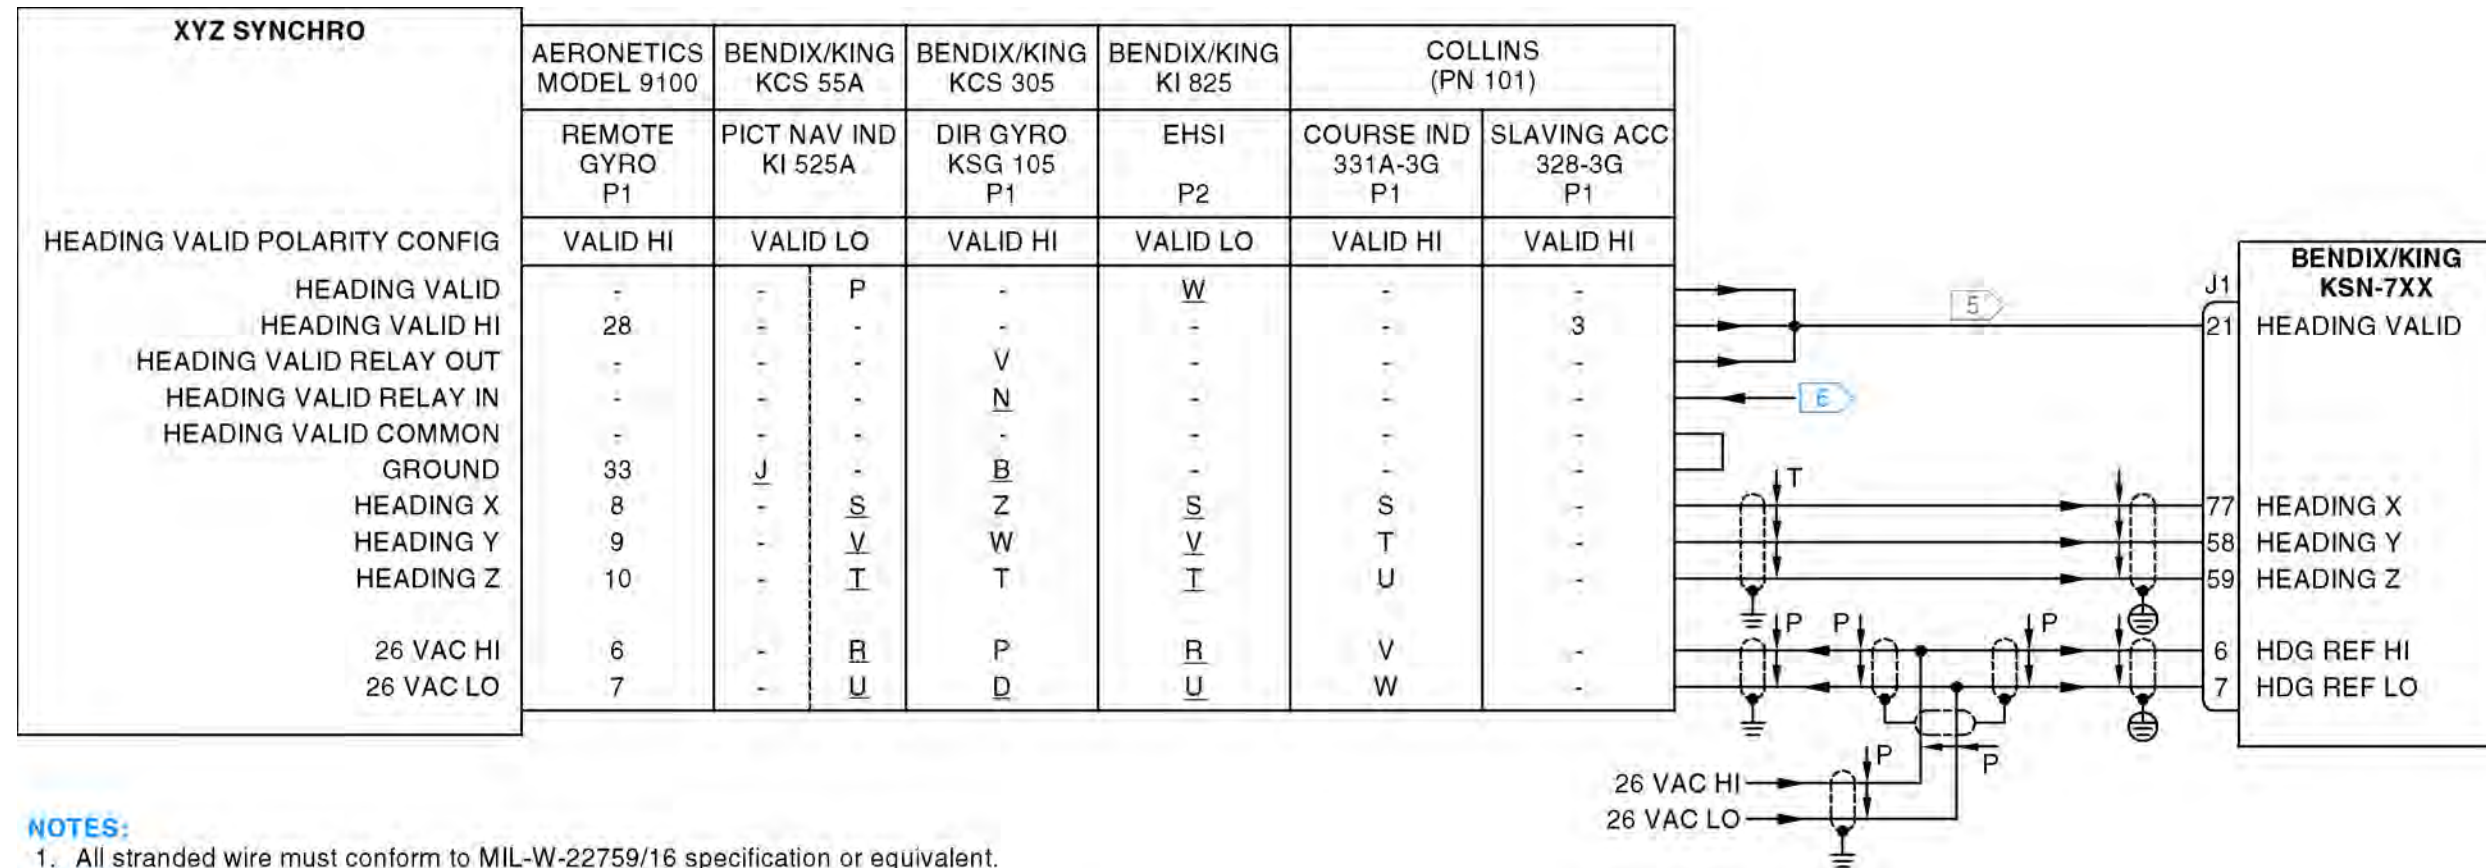 XYZ SYNCHRO
AERONETICS MODEL 9100 BENDIX/KING KCS 55A BENDIX/KING KCS 305 BENDIX/KING KI 825 COLLINS (PN 101)
REMOTE GYRO P1 PICT NAV IND KI 525A DIR GYRO KSG 105 P1 EHSI P2 COURSE IND 331A-3G P1 SLAVING ACC 328-3G P1
HEADING VALID POLARITY CONFIG VALID HI VALID LO VALID HI VALID LO VALID HI VALID HI
HEADING VALID - - P - W - -
HEADING VALID HI 28 - - - - - 3
HEADING VALID RELAY OUT - - - V - - -
HEADING VALID RELAY IN - - - N - - -
HEADING VALID COMMON - - - - - - -
GROUND 33 J - B - - -
HEADING X 8 - S Z S S -
HEADING Y 9 - V W V T -
HEADING Z 10 - T T T U -
26 VAC HI 6 - R P R V -
26 VAC LO 7 - U D U W -
5
6
T
P P P
P
P
26 VAC HI
26 VAC LO
J1
BENDIX/KING
KSN-7XX
21 HEADING VALID
77 HEADING X
58 HEADING Y
59 HEADING Z
6 HDG REF HI
7 HDG REF LO
NOTES:
1. All stranded wire must conform to MIL-W-22759/16 specification or equivalent.